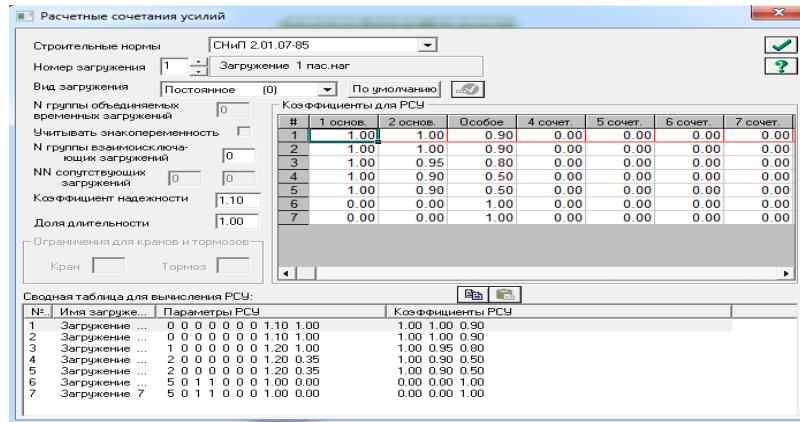 Расчетные сочетания усилий
Строительные нормы СНиП 2.01.07-85
Номер загружения 1 Загружение 1 пас.наг
Вид загружения Постоянное (0) По умолчанию
N группы объединяемых временных загружений 0
Учитывать знакопеременность
N группы взаимоисключа- ющих загружений 0
NN сопутствующих загружений 0 0
Коэффициент надежности 1.10
Доля длительности 1.00
Ограничения для кранов и тормозов
Кран Тормоз
Коэффициенты для РСУ
# 1 основ. 2 основ. Особое 4 сочет. 5 сочет. 6 сочет. 7 сочет.
1 1.00 1.00 0.90 0.00 0.00 0.00 0.00
2 1.00 1.00 0.90 0.00 0.00 0.00 0.00
3 1.00 0.95 0.80 0.00 0.00 0.00 0.00
4 1.00 0.90 0.50 0.00 0.00 0.00 0.00
5 1.00 0.90 0.50 0.00 0.00 0.00 0.00
6 0.00 0.00 1.00 0.00 0.00 0.00 0.00
7 0.00 0.00 1.00 0.00 0.00 0.00 0.00
Сводная таблица для вычисления РСУ:
№.. Имя загруже... Параметры РСУ Коэффициенты РСУ
1 Загружение ... 0 0 0 0 0 0 0 1.10 1.00 1.00 1.00 0.90
2 Загружение ... 0 0 0 0 0 0 0 1.10 1.00 1.00 1.00 0.90
3 Загружение ... 1 0 0 0 0 0 0 1.20 1.00 1.00 0.95 0.80
4 Загружение ... 2 0 0 0 0 0 0 1.20 0.35 1.00 0.90 0.50
5 Загружение ... 2 0 0 0 0 0 0 1.20 0.35 1.00 0.90 0.50
6 Загружение ... 5 0 1 1 0 0 0 1.00 0.00 0.00 0.00 1.00
7 Загружение 7 5 0 1 1 0 0 0 1.00 0.00 0.00 0.00 1.00